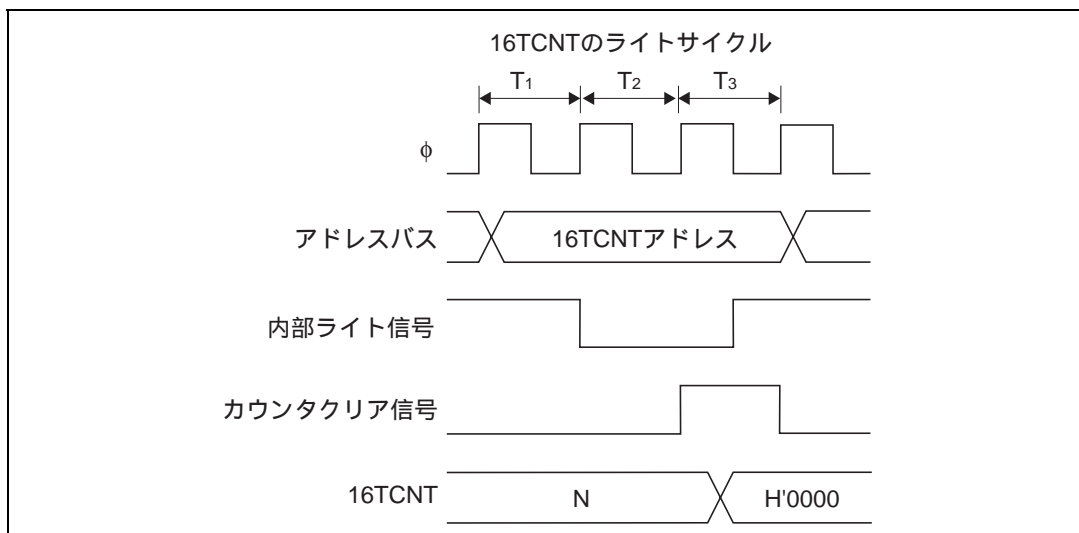 16TCNTのライトサイクル
T1 T2 T3
φ
アドレスバス 16TCNTアドレス
内部ライト信号
カウンタクリア信号
16TCNT N H'0000